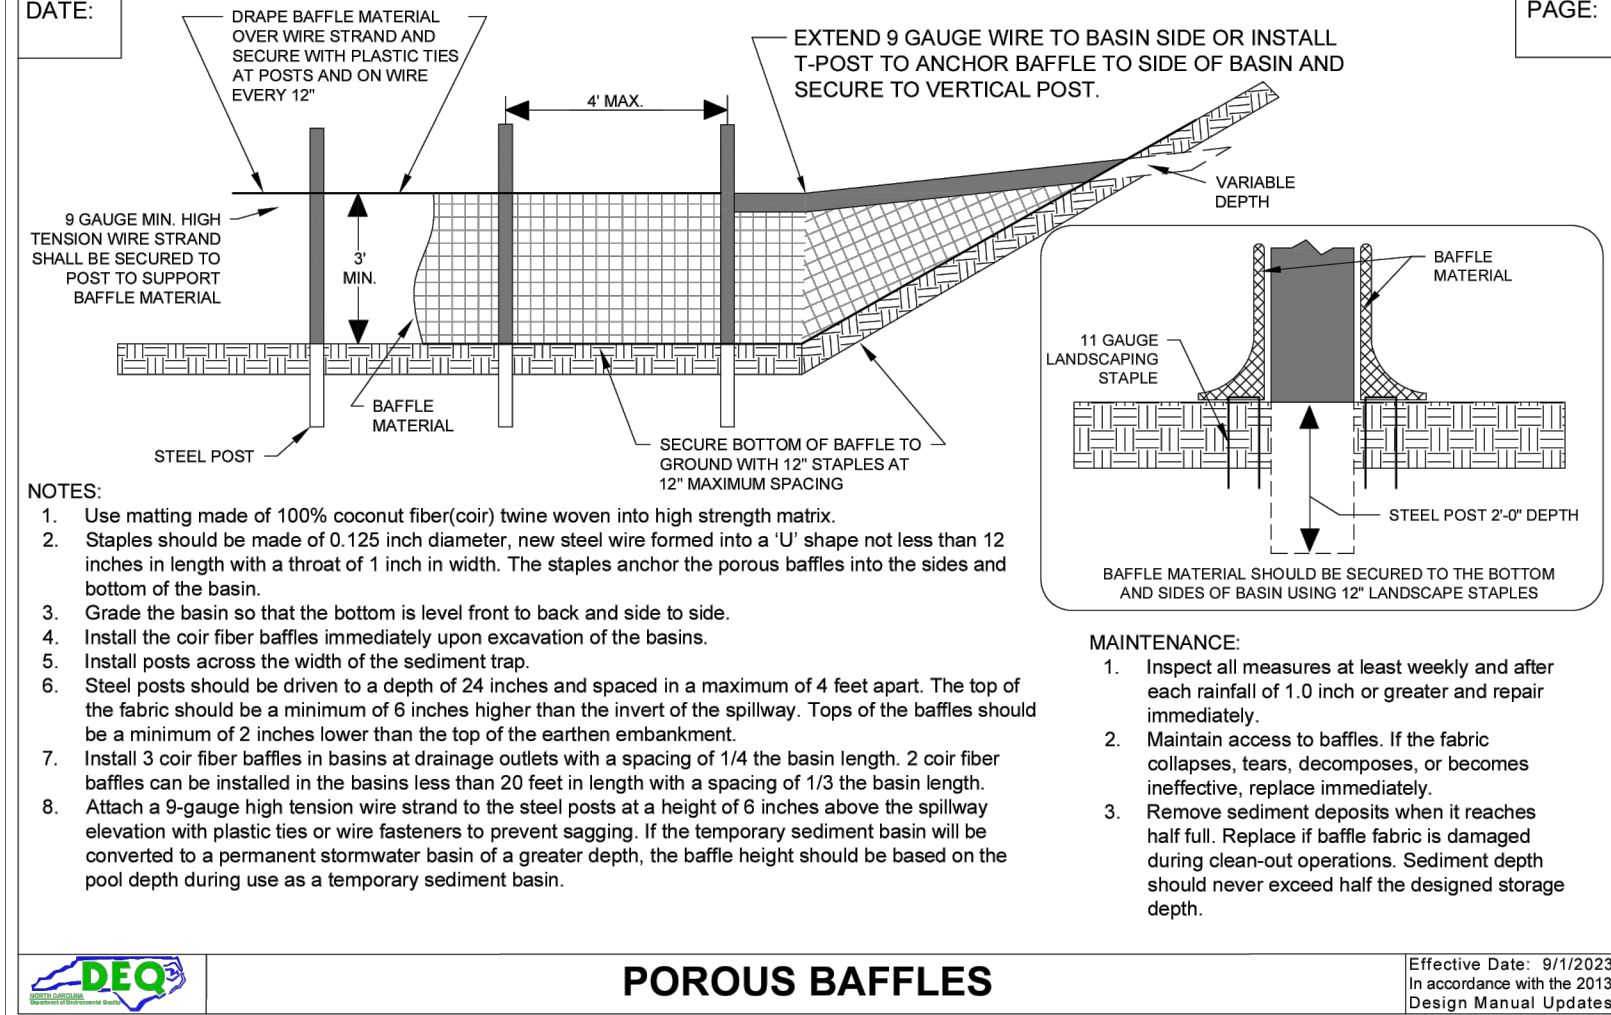 DATE:
PAGE:
DRAPE BAFFLE MATERIAL
OVER WIRE STRAND AND
SECURE WITH PLASTIC TIES
AT POSTS AND ON WIRE
EVERY 12"
EXTEND 9 GAUGE WIRE TO BASIN SIDE OR INSTALL
T-POST TO ANCHOR BAFFLE TO SIDE OF BASIN AND
SECURE TO VERTICAL POST.
4' MAX.
VARIABLE
DEPTH
9 GAUGE MIN. HIGH
TENSION WIRE STRAND
SHALL BE SECURED TO
POST TO SUPPORT
BAFFLE MATERIAL
3'
MIN.
BAFFLE
MATERIAL
11 GAUGE
LANDSCAPING
STAPLE
BAFFLE
MATERIAL
STEEL POST
SECURE BOTTOM OF BAFFLE TO
GROUND WITH 12" STAPLES AT
12" MAXIMUM SPACING
STEEL POST 2'-0" DEPTH
BAFFLE MATERIAL SHOULD BE SECURED TO THE BOTTOM
AND SIDES OF BASIN USING 12" LANDSCAPE STAPLES
NOTES:
1. Use matting made of 100% coconut fiber(coir) twine woven into high strength matrix.
2. Staples should be made of 0.125 inch diameter, new steel wire formed into a ‘U’ shape not less than 12
inches in length with a throat of 1 inch in width. The staples anchor the porous baffles into the sides and
bottom of the basin.
3. Grade the basin so that the bottom is level front to back and side to side.
4. Install the coir fiber baffles immediately upon excavation of the basins.
5. Install posts across the width of the sediment trap.
6. Steel posts should be driven to a depth of 24 inches and spaced in a maximum of 4 feet apart. The top of
the fabric should be a minimum of 6 inches higher than the invert of the spillway. Tops of the baffles should
be a minimum of 2 inches lower than the top of the earthen embankment.
7. Install 3 coir fiber baffles in basins at drainage outlets with a spacing of 1/4 the basin length. 2 coir fiber
baffles can be installed in the basins less than 20 feet in length with a spacing of 1/3 the basin length.
8. Attach a 9-gauge high tension wire strand to the steel posts at a height of 6 inches above the spillway
elevation with plastic ties or wire fasteners to prevent sagging. If the temporary sediment basin will be
converted to a permanent stormwater basin of a greater depth, the baffle height should be based on the
pool depth during use as a temporary sediment basin.
MAINTENANCE:
1. Inspect all measures at least weekly and after
each rainfall of 1.0 inch or greater and repair
immediately.
2. Maintain access to baffles. If the fabric
collapses, tears, decomposes, or becomes
ineffective, replace immediately.
3. Remove sediment deposits when it reaches
half full. Replace if baffle fabric is damaged
during clean-out operations. Sediment depth
should never exceed half the designed storage
depth.
DEQ
NORTH CAROLINA
Department of Environmental Quality
POROUS BAFFLES
Effective Date: 9/1/2023
In accordance with the 2013
Design Manual Updates